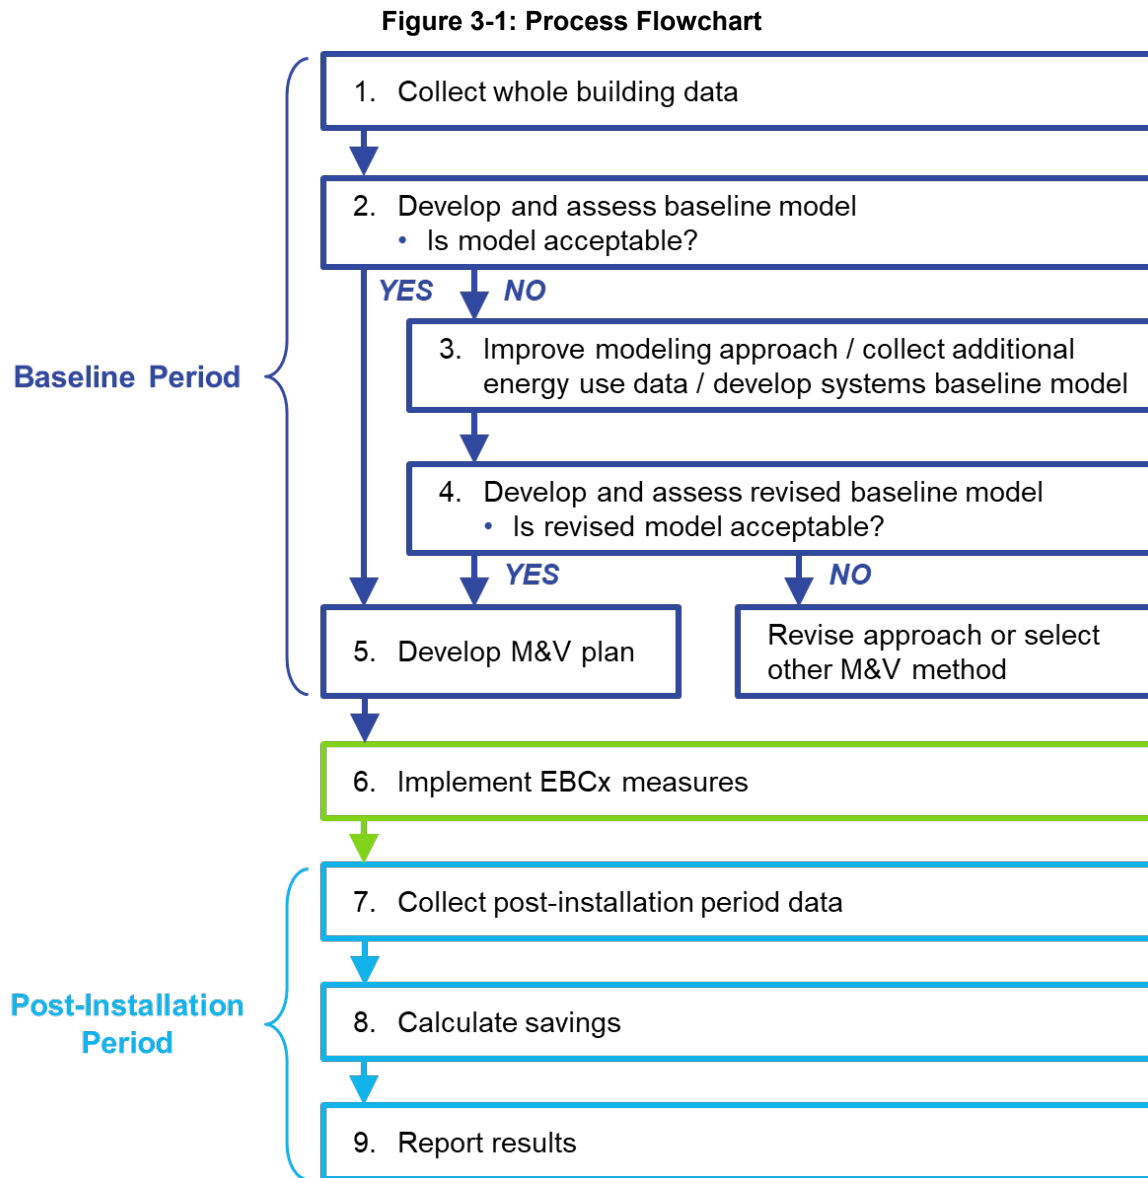 Figure 3-1: Process Flowchart
1. Collect whole building data
2. Develop and assess baseline model
• Is model acceptable?
YES
NO
3. Improve modeling approach / collect additional
energy use data / develop systems baseline model
Baseline Period
4. Develop and assess revised baseline model
• Is revised model acceptable?
YES
NO
5. Develop M&V plan
Revise approach or select
other M&V method
6. Implement EBCx measures
7. Collect post-installation period data
Post-Installation
Period
8. Calculate savings
9. Report results